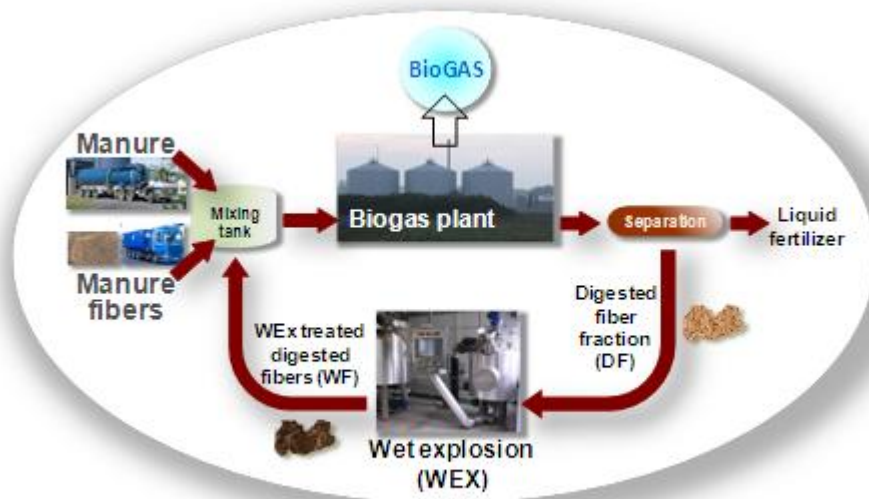 BioGAS
Manure
Mixing
tank
Manure
fibers
Biogas plant
Separation
Liquid
fertilizer
Digested
fiber
fraction
(DF)
WEx treated
digested
fibers (WF)
Wet explosion
(WEX)